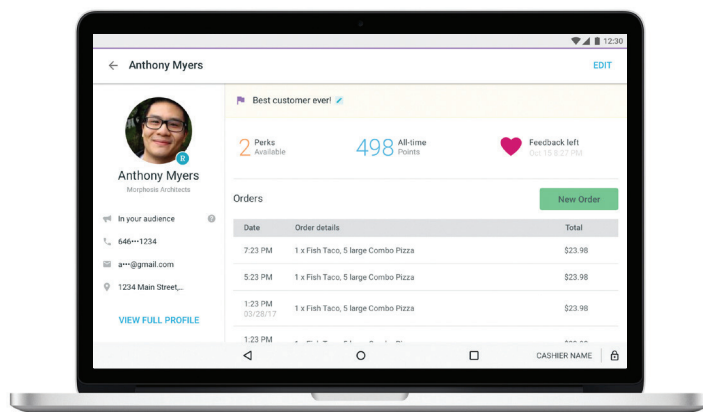 12:30
Anthony Myers
EDIT
Best customer ever!
2 Perks Available
498 All-time Points
Feedback left
Oct 15 8:27 PM
R
Anthony Myers
Morphosis Architects
In your audience ?
646•••1234
a•••@gmail.com
1234 Main Street,...
VIEW FULL PROFILE
Orders
New Order
Date Order details Total
7:23 PM 1 x Fish Taco, 5 large Combo Pizza $23.98
5:23 PM 1 x Fish Taco, 5 large Combo Pizza $23.98
1:23 PM 1 x Fish Taco, 5 large Combo Pizza $23.98
03/28/17
1:23 PM
CASHIER NAME